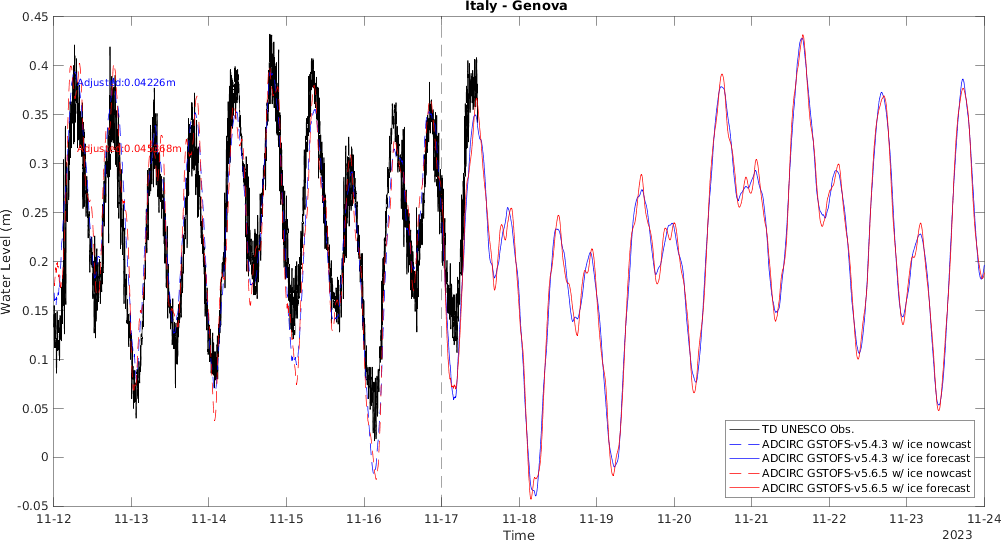 Italy - Genova
0.45
0.4
0.35
0.3
0.25
0.2
0.15
0.1
0.05
0
-0.05
Water Level (m)
Adjusted:0.04226m
TD UNESCO Obs.
ADCIRC GSTOFS-v5.4.3 w/ ice nowcast
ADCIRC GSTOFS-v5.4.3 w/ ice forecast
ADCIRC GSTOFS-v5.6.5 w/ ice nowcast
ADCIRC GSTOFS-v5.6.5 w/ ice forecast
11-12 11-13 11-14 11-15 11-16 11-17 11-18 11-19 11-20 11-21 11-22 11-23 11-24
Time
2023